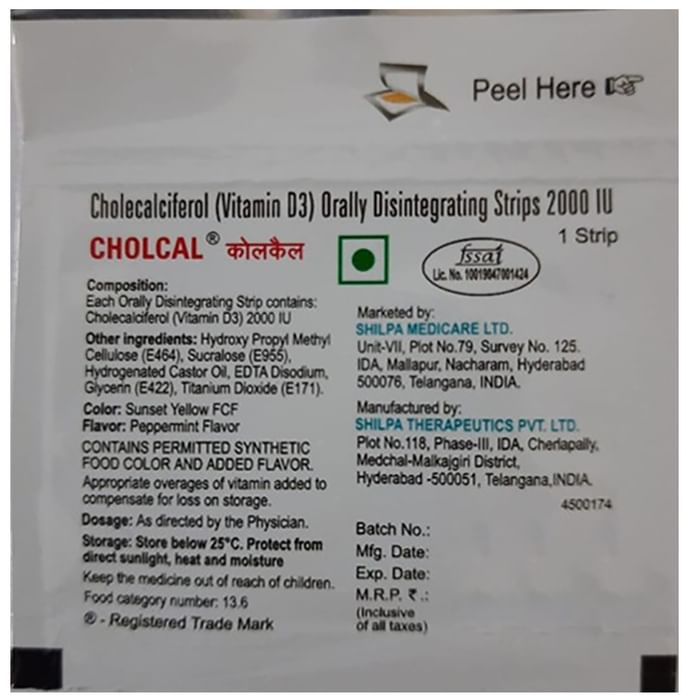 Peel Here
Cholecalciferol (Vitamin D3) Orally Disintegrating Strips 2000 IU
CHOLCAL® कोलकैल
1 Strip
fssai
Lic. No. 10019047001424
Composition:
Each Orally Disintegrating Strip contains:
Cholecalciferol (Vitamin D3) 2000 IU
Other ingredients: Hydroxy Propyl Methyl
Cellulose (E464), Sucralose (E955),
Hydrogenated Castor Oil, EDTA Disodium,
Glycerin (E422), Titanium Dioxide (E171).
Color: Sunset Yellow FCF
Flavor: Peppermint Flavor
CONTAINS PERMITTED SYNTHETIC
FOOD COLOR AND ADDED FLAVOR.
Appropriate overages of vitamin added to
compensate for loss on storage.
Dosage: As directed by the Physician.
Storage: Store below 25°C. Protect from
direct sunlight, heat and moisture
Keep the medicine out of reach of children.
Food category number: 13.6
® - Registered Trade Mark
Marketed by:
SHILPA MEDICARE LTD.
Unit-VII, Plot No.79, Survey No. 125.
IDA, Mallapur, Nacharam, Hyderabad
500076, Telangana, INDIA.
Manufactured by:
SHILPA THERAPEUTICS PVT. LTD.
Plot No.118, Phase-III, IDA, Cherlapally,
Medchal-Malkajgiri District,
Hyderabad -500051, Telangana,INDIA.
4500174
Batch No.:
Mfg. Date:
Exp. Date:
M.R.P. ₹ .:
(Inclusive
of all taxes)